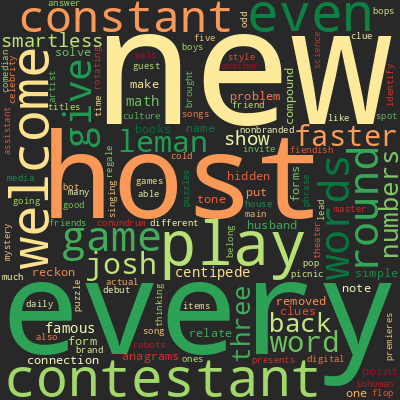 constant
odd
even
answer
bops
smartless
solve
celebrity
comedian
artist
pals
guest
rotating
another
boys
five
style
science
clue
new
identify
give
titles
time
make
math
culture
brought
problem
friend
compound
nonbranded
like
spot
welcome
assistant
leman
books
name
songs
show
invite
fiendish
faster
host
media
going
bot
many
good
singing
regale
cold
games
able
puzzles
hidden
tone
put
house
main
forms
phrase
words
round
numbers
mystery
friends
conundrum
different
husband
lead
theater
master
game
play
josh
belong
pop
picnic
simple
much
reckon
centipede
note
daily
puzzle
actual
debut
thinking
items
three
removed
clues
premieres
every
famous
also
form
brand
song
robots
relate
back
word
connection
anagrams
ones
presents
digital
point
inhuman
contestant
one
flop